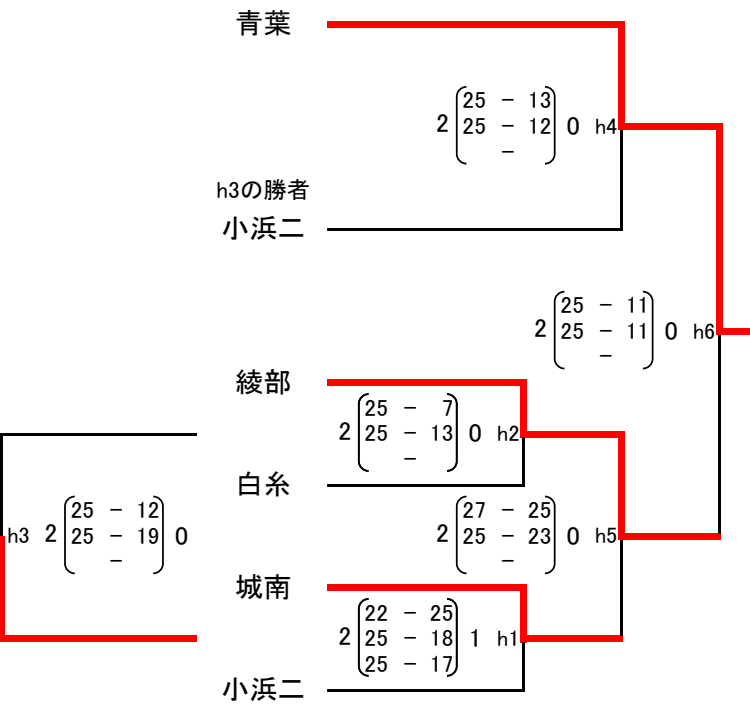 青葉
25 － 13
2 25 － 12 0 h4
－
h3の勝者
小浜二
25 － 11
2 25 － 11 0 h6
－
綾部
25 － 7
2 25 － 13 0 h2
－
白糸
25 － 12
h3 2 25 － 19 0
－
27 － 25
2 25 － 23 0 h5
－
城南
22 － 25
2 25 － 18 1 h1
25 － 17
小浜二